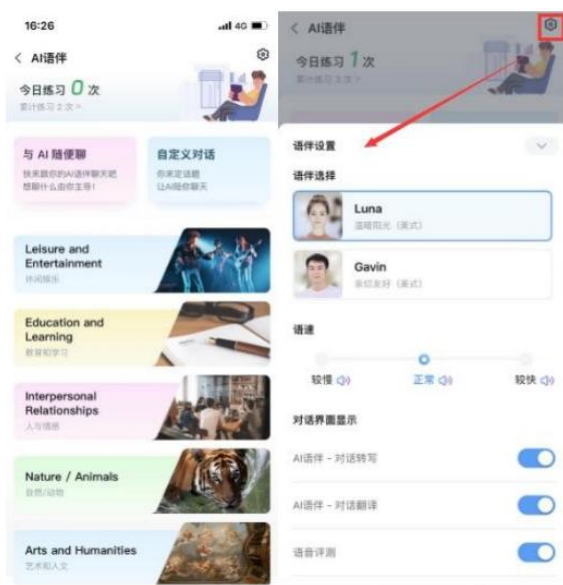 16:26
4G
AI语伴
今日练习 0 次
累计练习 2 次 >
与 AI 随便聊
快来跟你的AI语伴聊天吧
想聊什么由你主导！
自定义对话
你来定话题
让AI陪你聊天
Leisure and
Entertainment
休闲娱乐
Education and
Learning
教育和学习
Interpersonal
Relationships
人与情感
Nature / Animals
自然/动物
Arts and Humanities
艺术和人文
AI语伴
今日练习 1 次
累计练习 3 次 >
语伴设置
语伴选择
Luna
温暖阳光（美式）
Gavin
亲切友好（美式）
语速
较慢
正常
较快
对话界面显示
AI语伴 - 对话转写
AI语伴 - 对话翻译
语音评测